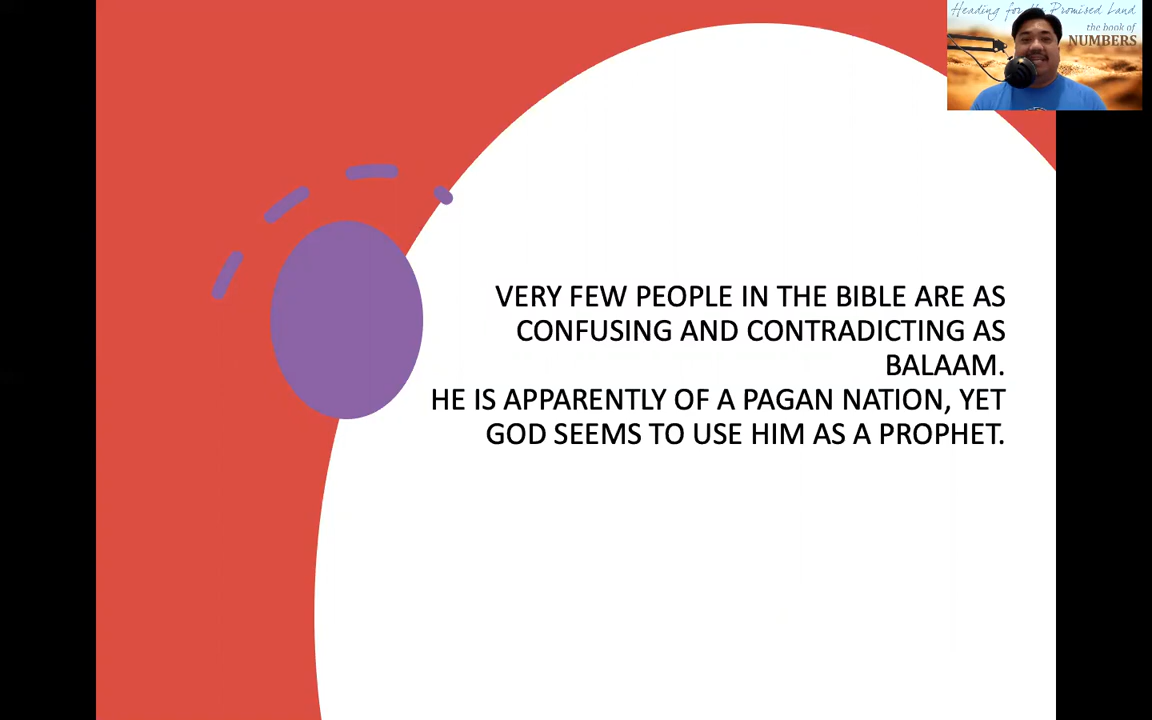 Heading for the Promised Land
the book of
NUMBERS
VERY FEW PEOPLE IN THE BIBLE ARE AS
CONFUSING AND CONTRADICTING AS
BALAAM.
HE IS APPARENTLY OF A PAGAN NATION, YET
GOD SEEMS TO USE HIM AS A PROPHET.